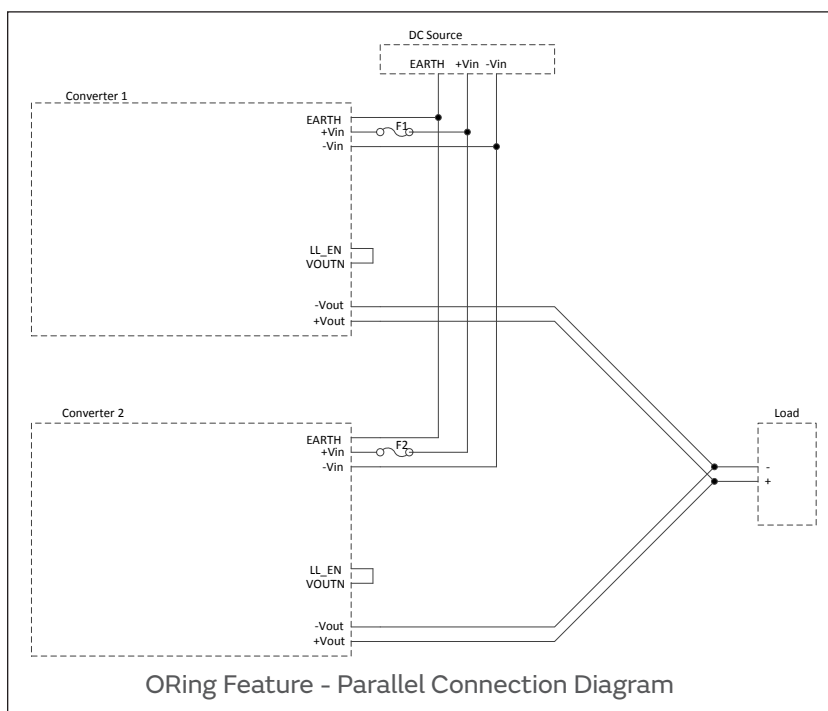 DC Source
EARTH +Vin -Vin
Converter 1
EARTH
+Vin
F1
-Vin
LL_EN
VOUTN
-Vout
+Vout
Converter 2
EARTH
+Vin
F2
-Vin
LL_EN
VOUTN
-Vout
+Vout
Load
-
+
ORing Feature - Parallel Connection Diagram